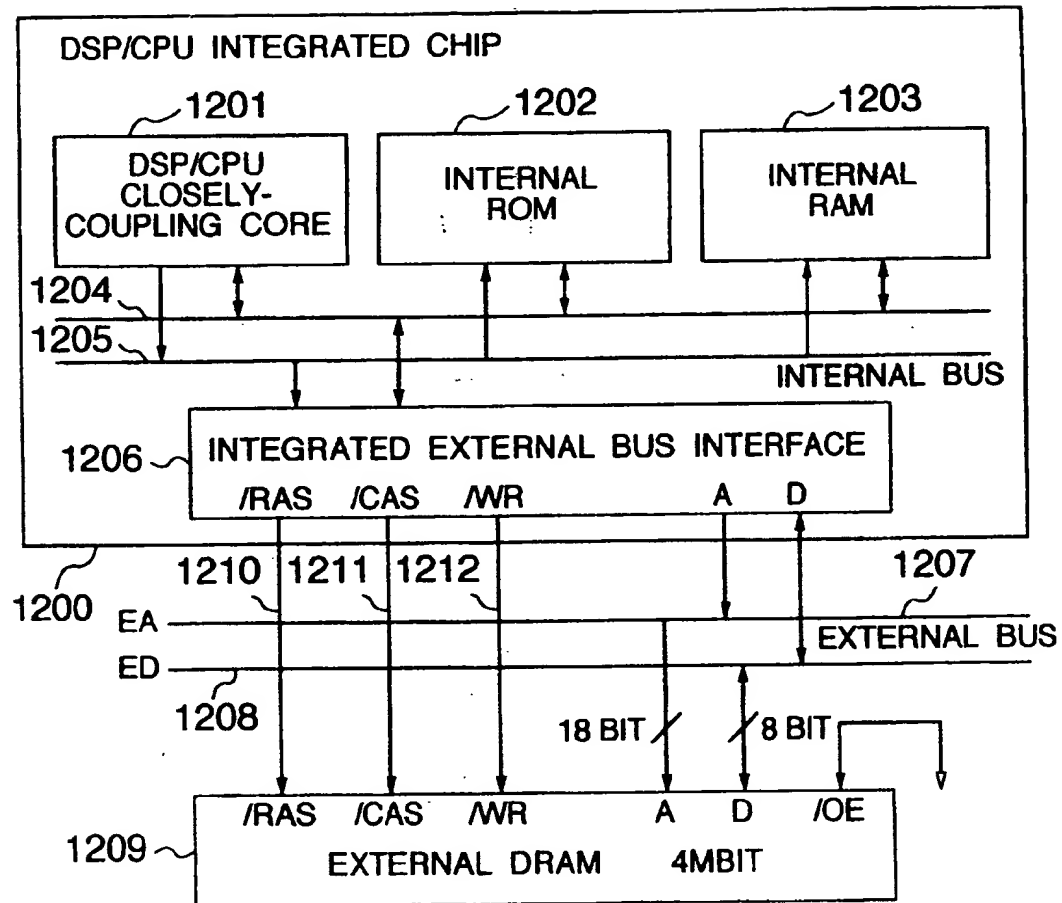 DSP/CPU INTEGRATED CHIP
1201
1202
1203
DSP/CPU
CLOSELY-
COUPLING CORE
INTERNAL
ROM
INTERNAL
RAM
1204
1205
INTERNAL BUS
1206
INTEGRATED EXTERNAL BUS INTERFACE
/RAS /CAS /WR A D
1200
1210
1211
1212
1207
EA
EXTERNAL BUS
ED
1208
18 BIT
8 BIT
/RAS /CAS /WR A D /OE
1209
EXTERNAL DRAM 4MBIT